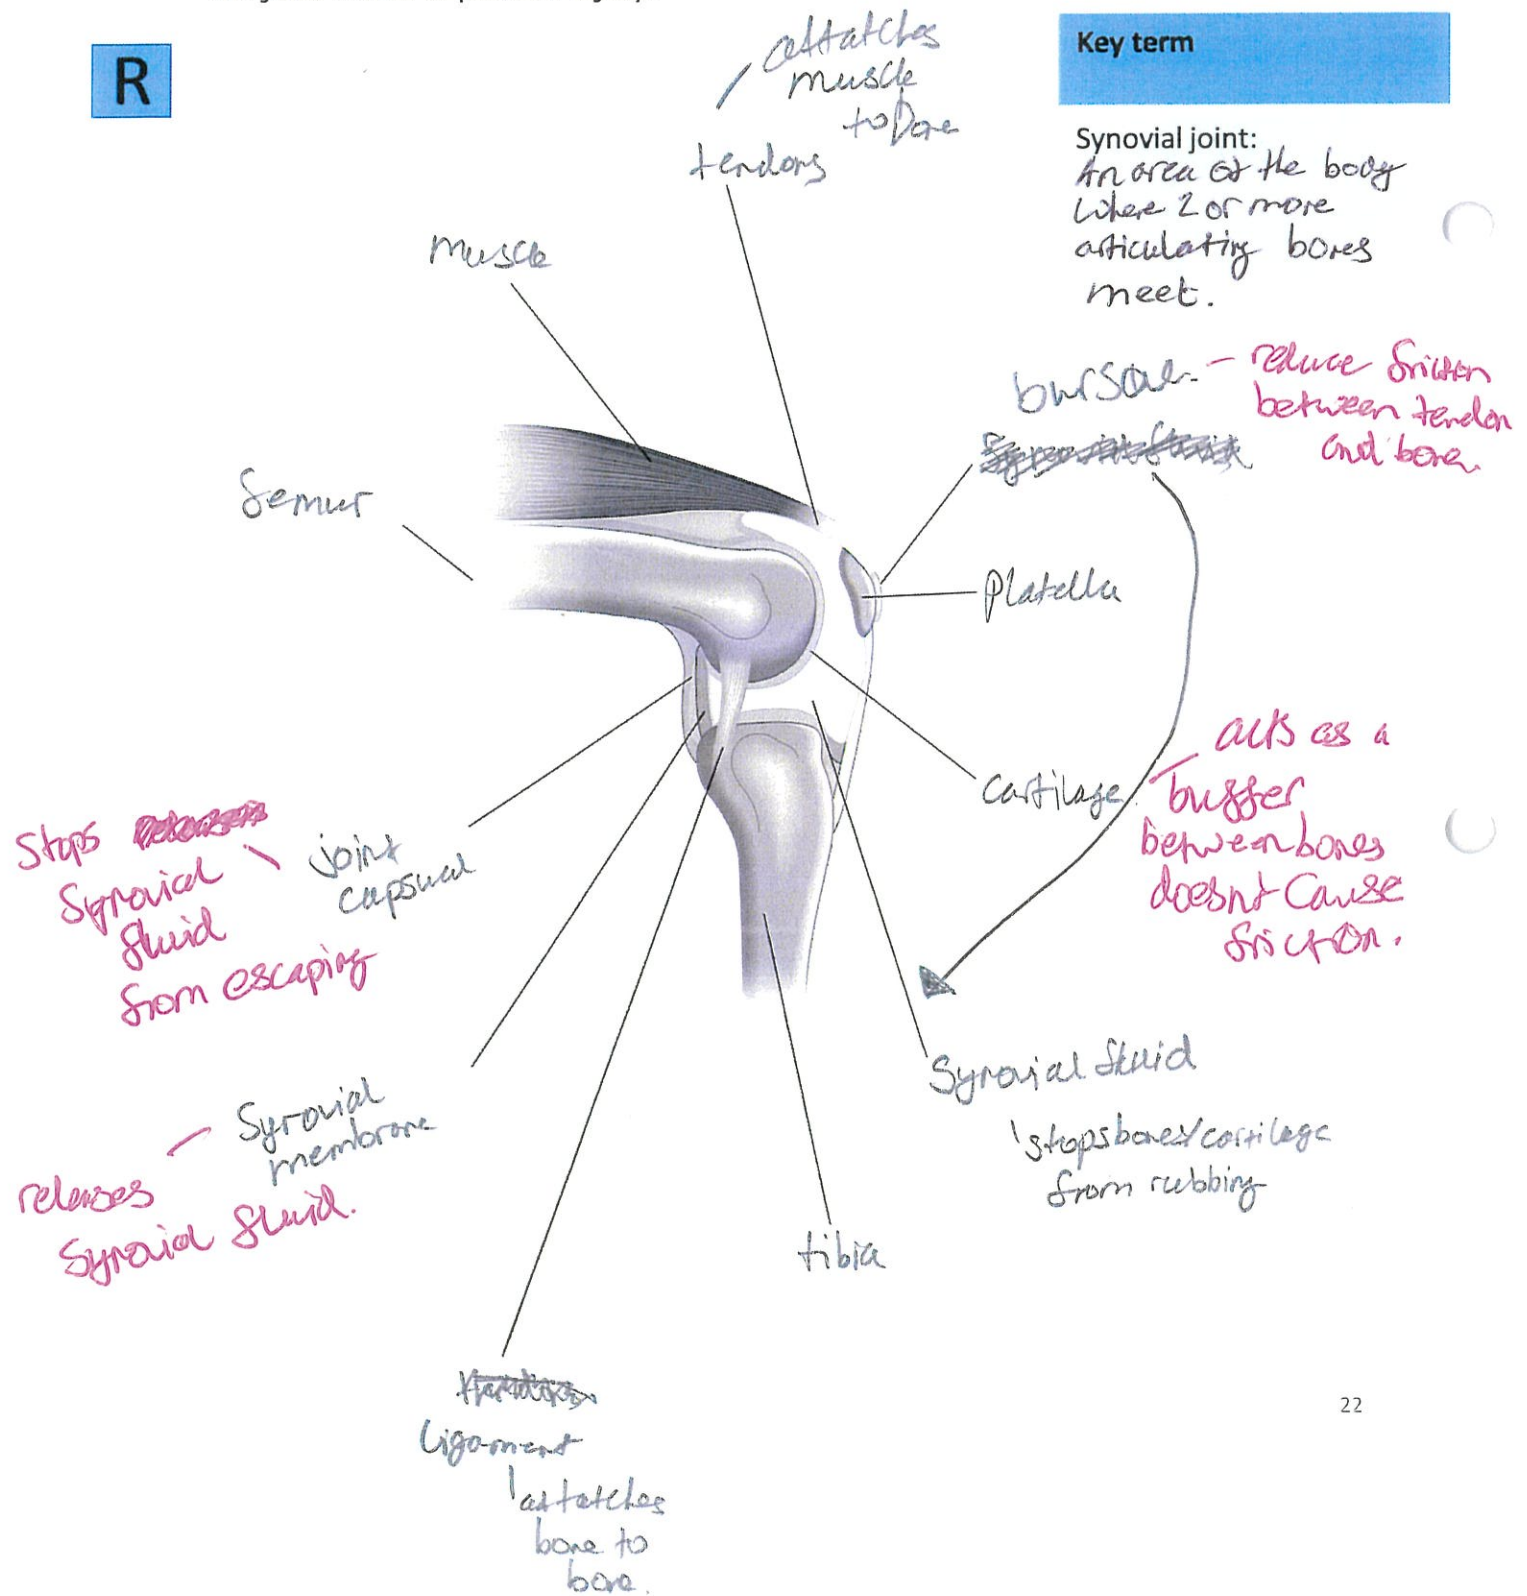 R
attatches
muscle
to bone
tendons
muscle
femur
Key term
Synovial joint:
An area of the body
where 2 or more
articulating bones
meet.
bursae - reduce friction
between tendon
and bone.
Platella
cartilage. acts as a
buffer
between bones
doesnt cause
friction.
Stops
Synovial
fluid
from escaping
joint
capsual
Synovial
membrane
releases
Synovial fluid.
Synovial fluid
stops bones/cartilage
from rubbing
tibia
ligament
attatches
bone to
bone.
22